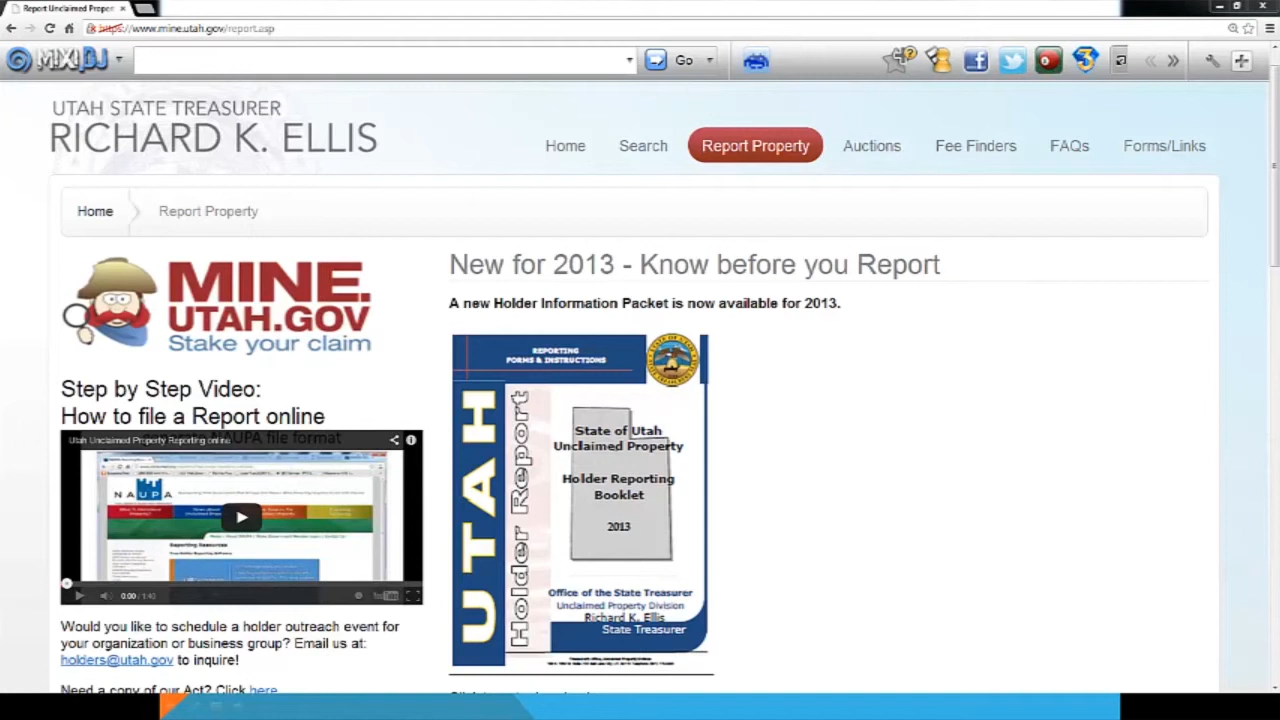 Report Unclaimed Proper
https://www.mine.utah.gov/report.asp
MIXIDJ
Go
UTAH STATE TREASURER
RICHARD K. ELLIS
Home
Search
Report Property
Auctions
Fee Finders
FAQs
Forms/Links
Home
Report Property
MINE.
UTAH.GOV
Stake your claim
Step by Step Video:
How to file a Report online
NAUPA file format
Utah Unclaimed Property Reporting online
NAUPA
0:00 / 1:40
Would you like to schedule a holder outreach event for
your organization or business group? Email us at:
holders@utah.gov to inquire!
Need a copy of our Act? Click here
New for 2013 - Know before you Report
A new Holder Information Packet is now available for 2013.
REPORTING
FORMS & INSTRUCTIONS
UTAH
Holder Report
State of Utah
Unclaimed Property
Holder Reporting
Booklet
2013
Office of the State Treasurer
Unclaimed Property Division
Richard K. Ellis
State Treasurer